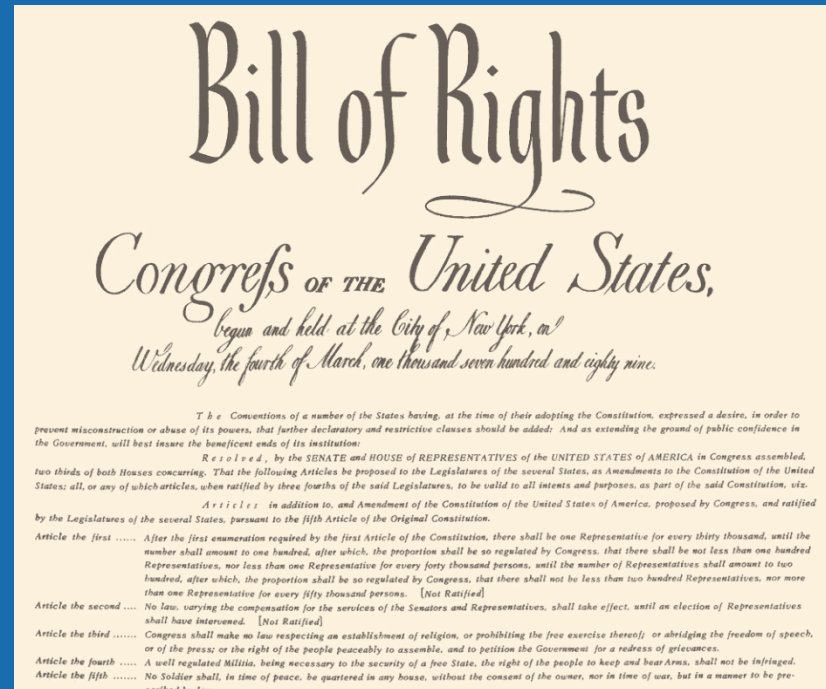 Bill of Rights
Congreſs OF THE United States,
begun and held at the City of New York, on
Wednesday, the fourth of March, one thousand seven hundred and eighty nine.
The Conventions of a number of the States having, at the time of their adopting the Constitution, expressed a desire, in order to
prevent misconstruction or abuse of its powers, that further declaratory and restrictive clauses should be added: And as extending the ground of public confidence in
the Government, will best insure the beneficent ends of its institution:
Resolved, by the SENATE and HOUSE of REPRESENTATIVES of the UNITED STATES of AMERICA in Congress assembled,
two thirds of both Houses concurring. That the following Articles be proposed to the Legislatures of the several States, as Amendments to the Constitution of the United
States; all, or any of which articles, when ratified by three fourths of the said Legislatures, to be valid to all intents and purposes, as part of the said Constitution, viz.
Articles in addition to, and Amendment of the Constitution of the United States of America, proposed by Congress, and ratified
by the Legislatures of the several States, pursuant to the fifth Article of the Original Constitution.
Article the first ...... After the first enumeration required by the first Article of the Constitution, there shall be one Representative for every thirty thousand, until the
number shall amount to one hundred, after which, the proportion shall be so regulated by Congress, that there shall be not less than one hundred
Representatives, nor less than one Representative for every forty thousand persons, until the number of Representatives shall amount to two
hundred, after which, the proportion shall be so regulated by Congress, that there shall not be less than two hundred Representatives, nor more
than one Representative for every fifty thousand persons. [Not Ratified]
Article the second .... No law, varying the compensation for the services of the Senators and Representatives, shall take effect, until an election of Representatives
shall have intervened. [Not Ratified]
Article the third ....... Congress shall make no law respecting an establishment of religion, or prohibiting the free exercise thereof; or abridging the freedom of speech,
or of the press; or the right of the people peaceably to assemble, and to petition the Government for a redress of grievances.
Article the fourth ..... A well regulated Militia, being necessary to the security of a free State, the right of the people to keep and bear Arms, shall not be infringed.
Article the fifth ....... No Soldier shall, in time of peace, be quartered in any house, without the consent of the owner, nor in time of war, but in a manner to be pre-